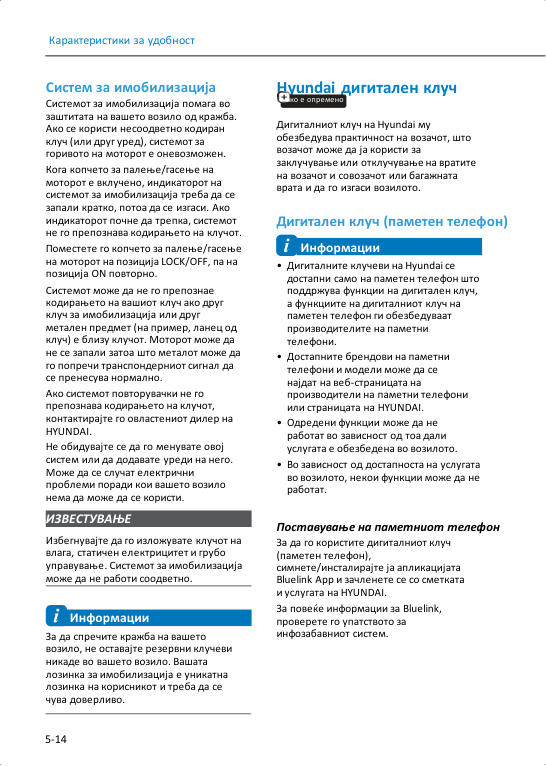 Карактеристики за удобност
Систем за имобилизација
Системот за имобилизација помага во
заштитата на вашето возило од кражба.
Ако се користи несоодветно кодиран
клуч (или друг уред), системот за
горивото на моторот е оневозможен.
Кога копчето за палење/гасење на
моторот е вклучено, индикаторот на
системот за имобилизација треба да се
запали кратко, потоа да се изгаси. Ако
индикаторот почне да трепка, системот
не го препознава кодирањето на клучот.
Поместете го копчето за палење/гасење
на моторот на позиција LOCK/OFF, па на
позиција ON повторно.
Системот може да не го препознае
кодирањето на вашиот клуч ако друг
клуч за имобилизација или друг
метален предмет (на пример, ланец од
клуч) е близу клучот. Моторот може да
не се запали затоа што металот може да
го попречи транспондерниот сигнал да
се пренесува нормално.
Ако системот повторувачки не го
препознава кодирањето на клучот,
контактирајте го овластениот дилер на
HYUNDAI.
Не обидувајте се да го менувате овој
систем или да додавате уреди на него.
Може да се случат електрични
проблеми поради кои вашето возило
нема да може да се користи.
ИЗВЕСТУВАЊЕ
Избегнувајте да го изложувате клучот на
влага, статичен електрицитет и грубо
управување. Системот за имобилизација
може да не работи соодветно.
i Информации
За да спречите кражба на вашето
возило, не оставајте резервни клучеви
никаде во вашето возило. Вашата
лозинка за имобилизација е уникатна
лозинка на корисникот и треба да се
чува доверливо.
Hyundai дигитален клуч
ко е опремено
Дигиталниот клуч на Hyundai му
обезбедува практичност на возачот, што
возачот може да ја користи за
заклучување или отклучување на вратите
на возачот и совозачот или багажната
врата и да го изгаси возилото.
Дигитален клуч (паметен телефон)
i Информации
• Дигиталните клучеви на Hyundai се
достапни само на паметен телефон што
поддржува функции на дигитален клуч,
а функциите на дигиталниот клуч на
паметен телефон ги обезбедуваат
производителите на паметни
телефони.
• Достапните брендови на паметни
телефони и модели може да се
најдат на веб-страницата на
производители на паметни телефони
или страницата на HYUNDAI.
• Одредени функции може да не
работат во зависност од тоа дали
услугата е обезбедена во возилото.
• Во зависност од достапноста на услугата
во возилото, некои функции може да не
работат.
Поставување на паметниот телефон
За да го користите дигиталниот клуч
(паметен телефон),
симнете/инсталирајте ја апликацијата
Bluelink App и зачленете се со сметката
и услугата на HYUNDAI.
За повеќе информации за Bluelink,
проверете го упатството за
инфозабавниот систем.
5-14